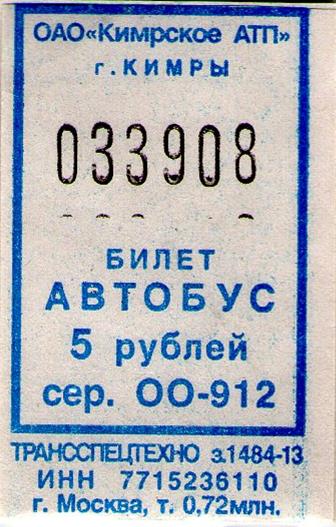 ОАО«Кимрское АТП»
г.КИМРЫ
033908
БИЛЕТ
АВТОБУС
5 рублей
сер. ОО-912
ТРАНССПЕЦТЕХНО з.1484-13
ИНН 7715236110
г. Москва, т. 0,72млн.